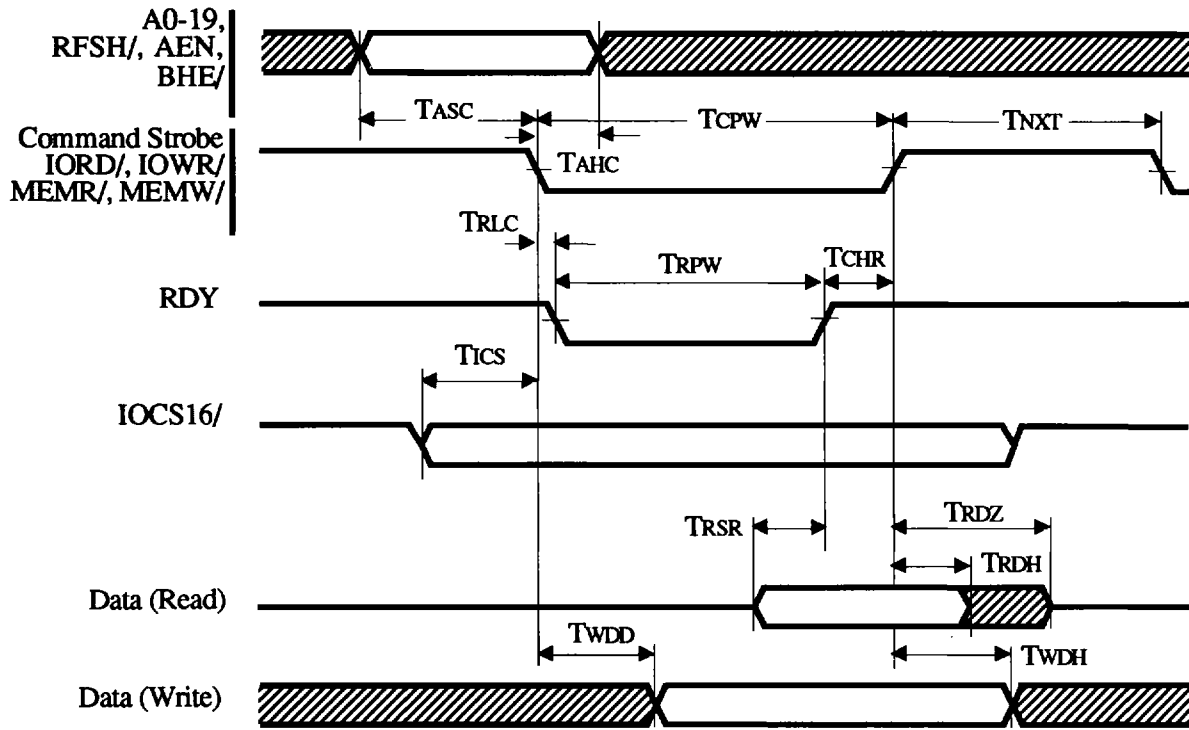 A0-19,
RFSH/, AEN,
BHE/
TASC
TCPW
TNXT
Command Strobe
IORD/, IOWR/
MEMR/, MEMW/
TAHC
TRLC
TRPW
TCHR
RDY
TICS
IOCS16/
TRSR
TRDZ
TRDH
Data (Read)
TWDD
TWDH
Data (Write)